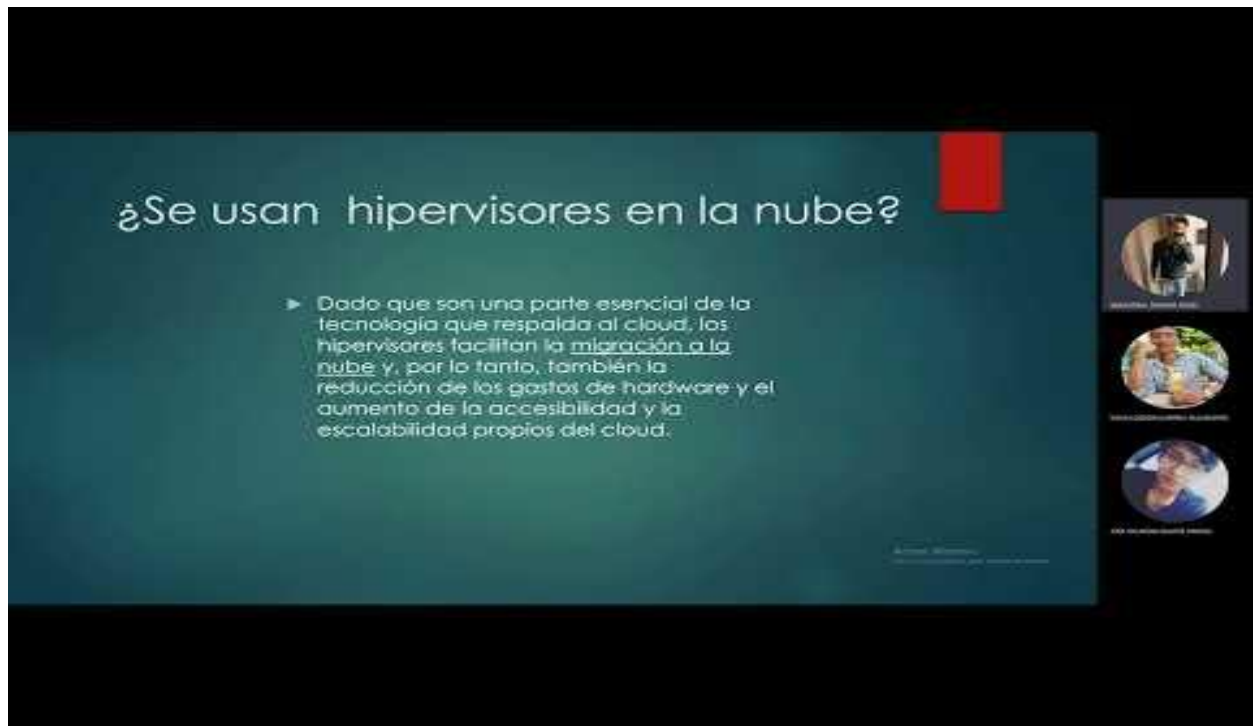 ¿Se usan hipervisores en la nube?
Dado que son una parte esencial de la
tecnología que respalda al cloud, los
hipervisores facilitan la migración a la
nube y, por lo tanto, también la
reducción de los gastos de hardware y el
aumento de la accesibilidad y la
escalabilidad propios del cloud.